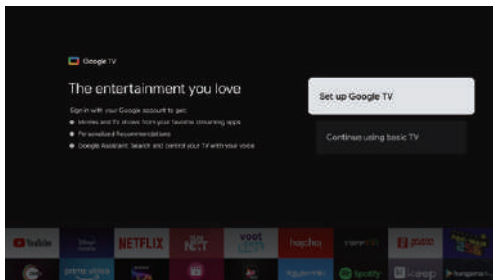 Google TV
The entertainment you love
Sign in with your Google account to get:
Movies and TV shows from your favorite streaming apps
Personalized Recommendations
Google Assistant: Search and control your TV with your voice
Set up Google TV
Continue using basic TV
YouTube
NETFLIX
SUN NXT
voot
hoichoi
prime video
Spotify